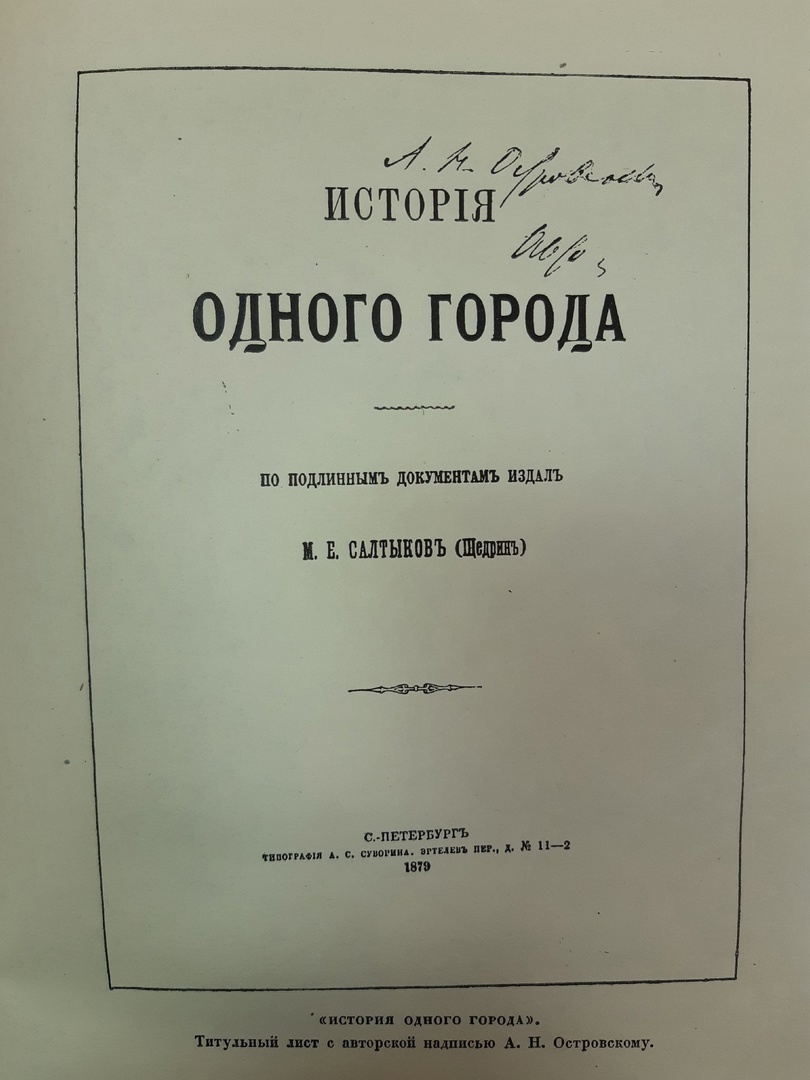 А. Н. Островскому
ИСТОРІЯ
Авто
ОДНОГО ГОРОДА
ПО ПОДЛИННЫМЪ ДОКУМЕНТАМЪ ИЗДАЛЪ
М. Е. САЛТЫКОВЪ (Щедринъ)
С.-ПЕТЕРБУРГЪ
ТИПОГРАФІЯ А. С. СУВОРИНА. ЭРТЕЛЕВЪ ПЕР., Д. № 11—2
1879
«ИСТОРИЯ ОДНОГО ГОРОДА».
Титульный лист с авторской надписью А. Н. Островскому.